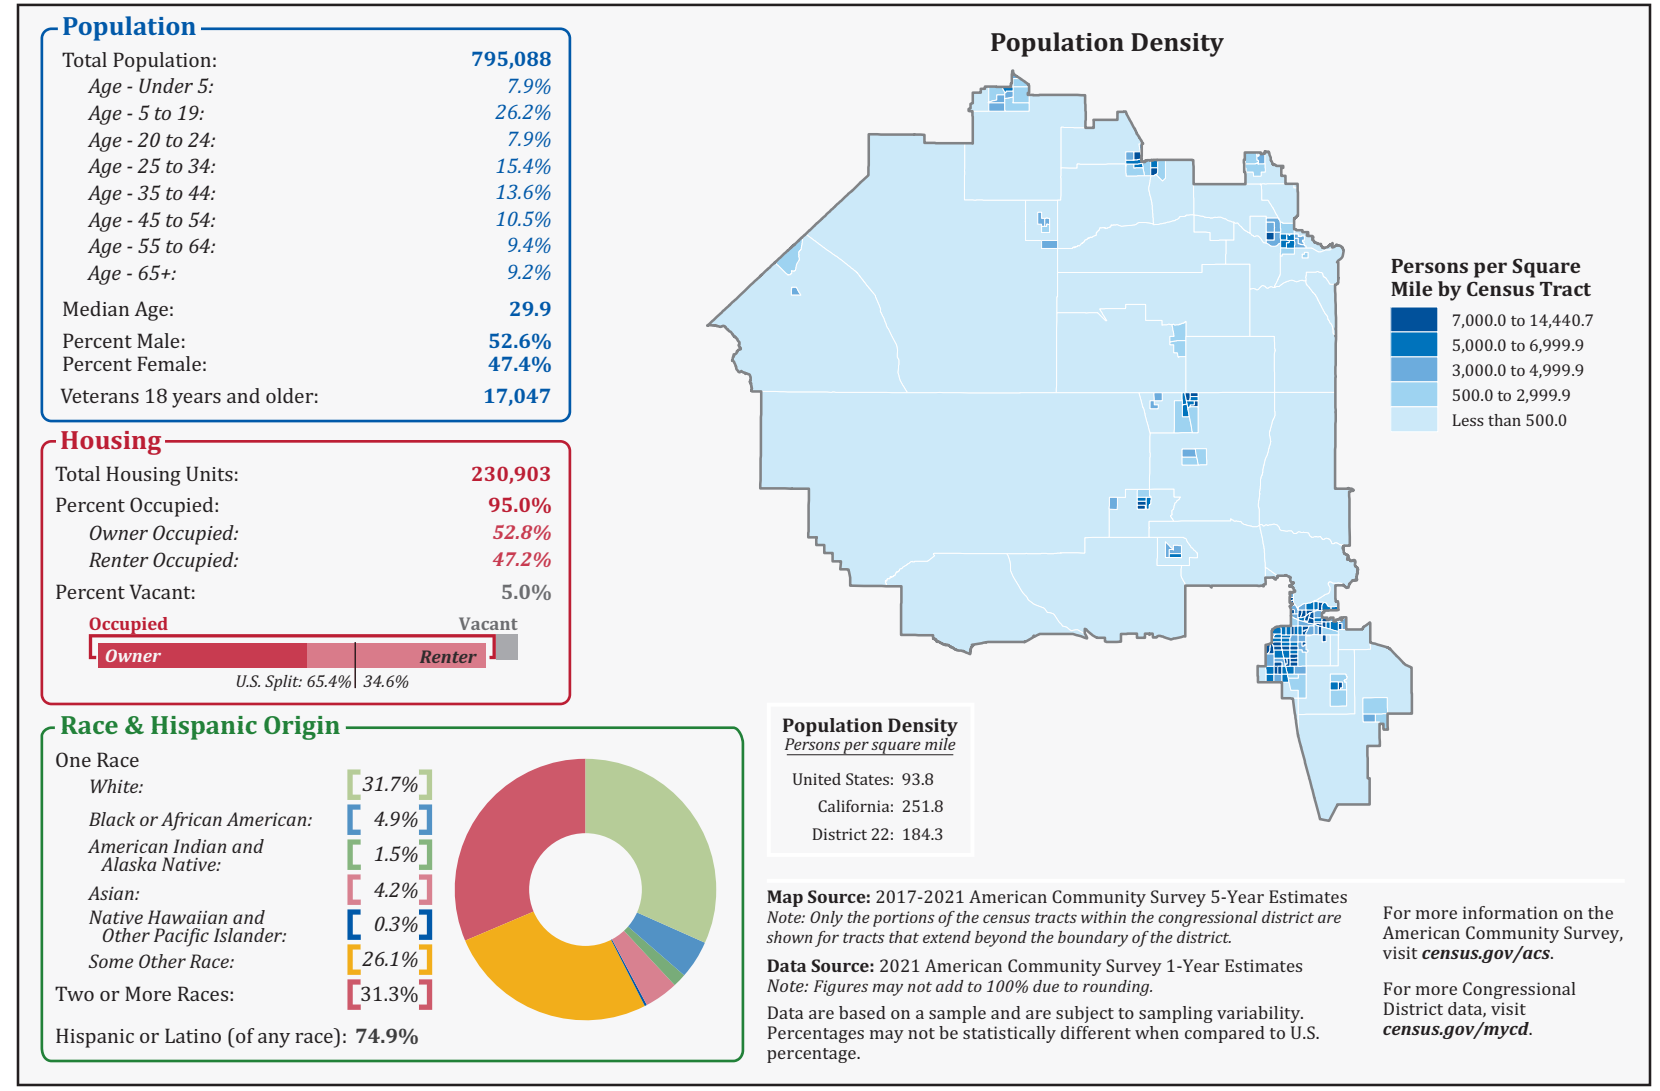 Population
Total Population: 795,088
Age - Under 5: 7.9%
Age - 5 to 19: 26.2%
Age - 20 to 24: 7.9%
Age - 25 to 34: 15.4%
Age - 35 to 44: 13.6%
Age - 45 to 54: 10.5%
Age - 55 to 64: 9.4%
Age - 65+: 9.2%
Median Age: 29.9
Percent Male: 52.6%
Percent Female: 47.4%
Veterans 18 years and older: 17,047
Housing
Total Housing Units: 230,903
Percent Occupied: 95.0%
Owner Occupied: 52.8%
Renter Occupied: 47.2%
Percent Vacant: 5.0%
Occupied Vacant
Owner Renter
U.S. Split: 65.4% 34.6%
Race & Hispanic Origin
One Race
White: 31.7%
Black or African American: 4.9%
American Indian and
Alaska Native: 1.5%
Asian: 4.2%
Native Hawaiian and
Other Pacific Islander: 0.3%
Some Other Race: 26.1%
Two or More Races: 31.3%
Hispanic or Latino (of any race): 74.9%
Population Density
Persons per Square
Mile by Census Tract
7,000.0 to 14,440.7
5,000.0 to 6,999.9
3,000.0 to 4,999.9
500.0 to 2,999.9
Less than 500.0
Population Density
Persons per square mile
United States: 93.8
California: 251.8
District 22: 184.3
Map Source: 2017-2021 American Community Survey 5-Year Estimates
Note: Only the portions of the census tracts within the congressional district are
shown for tracts that extend beyond the boundary of the district.
Data Source: 2021 American Community Survey 1-Year Estimates
Note: Figures may not add to 100% due to rounding.
Data are based on a sample and are subject to sampling variability.
Percentages may not be statistically different when compared to U.S.
percentage.
For more information on the
American Community Survey,
visit census.gov/acs.
For more Congressional
District data, visit
census.gov/mycd.